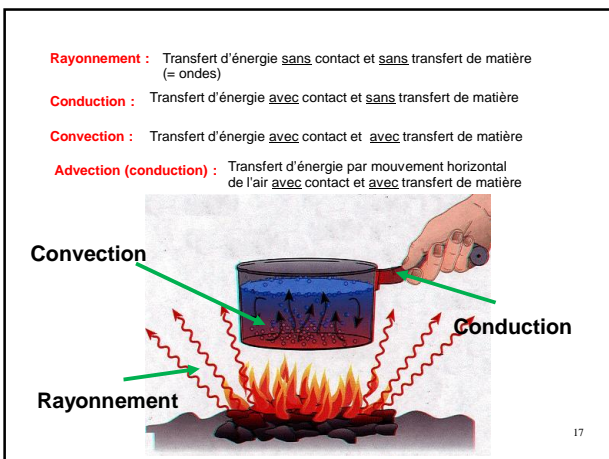 Rayonnement : Transfert d'énergie sans contact et sans transfert de matière
(= ondes)
Conduction : Transfert d'énergie avec contact et sans transfert de matière
Convection : Transfert d'énergie avec contact et avec transfert de matière
Advection (conduction) : Transfert d'énergie par mouvement horizontal
de l'air avec contact et avec transfert de matière
Convection
Conduction
Rayonnement
17